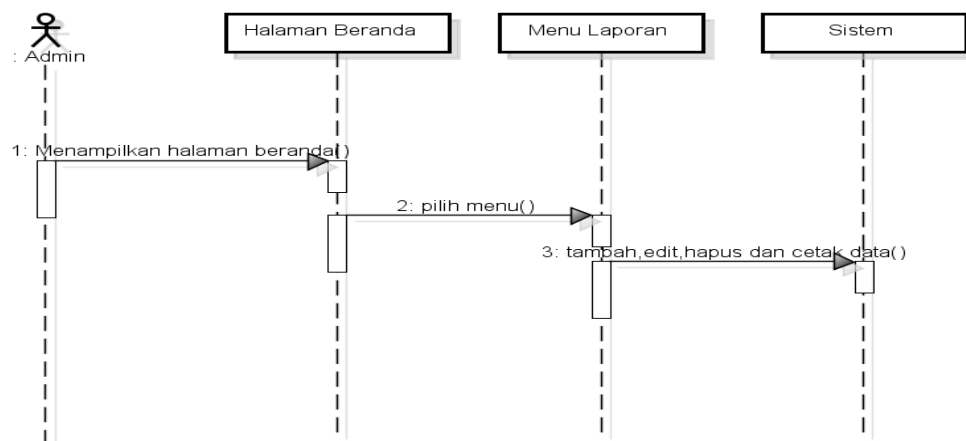 Halaman Beranda
Menu Laporan
Sistem
: Admin
1: Menampilkan halaman beranda()
2: pilih menu()
3: tambah,edit,hapus dan cetak data()